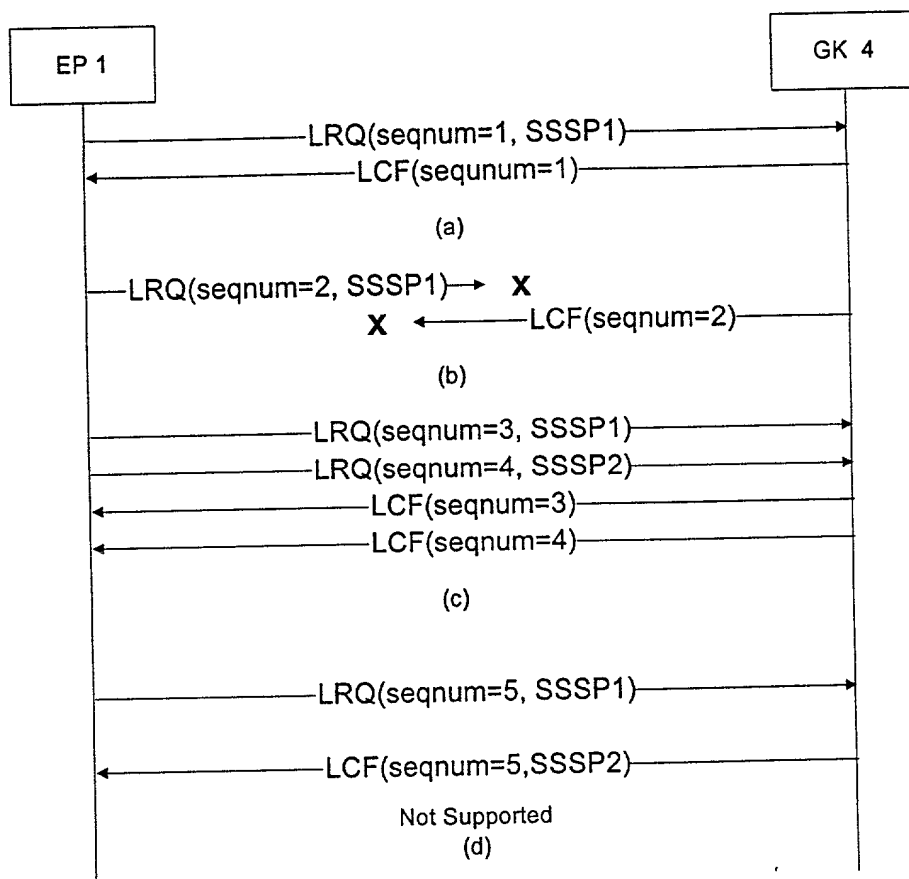 EP 1
GK 4
LRQ(seqnum=1, SSSP1)
LCF(sequnum=1)
(a)
LRQ(seqnum=2, SSSP1) X
X LCF(seqnum=2)
(b)
LRQ(seqnum=3, SSSP1)
LRQ(seqnum=4, SSSP2)
LCF(seqnum=3)
LCF(seqnum=4)
(c)
LRQ(seqnum=5, SSSP1)
LCF(seqnum=5,SSSP2)
Not Supported
(d)